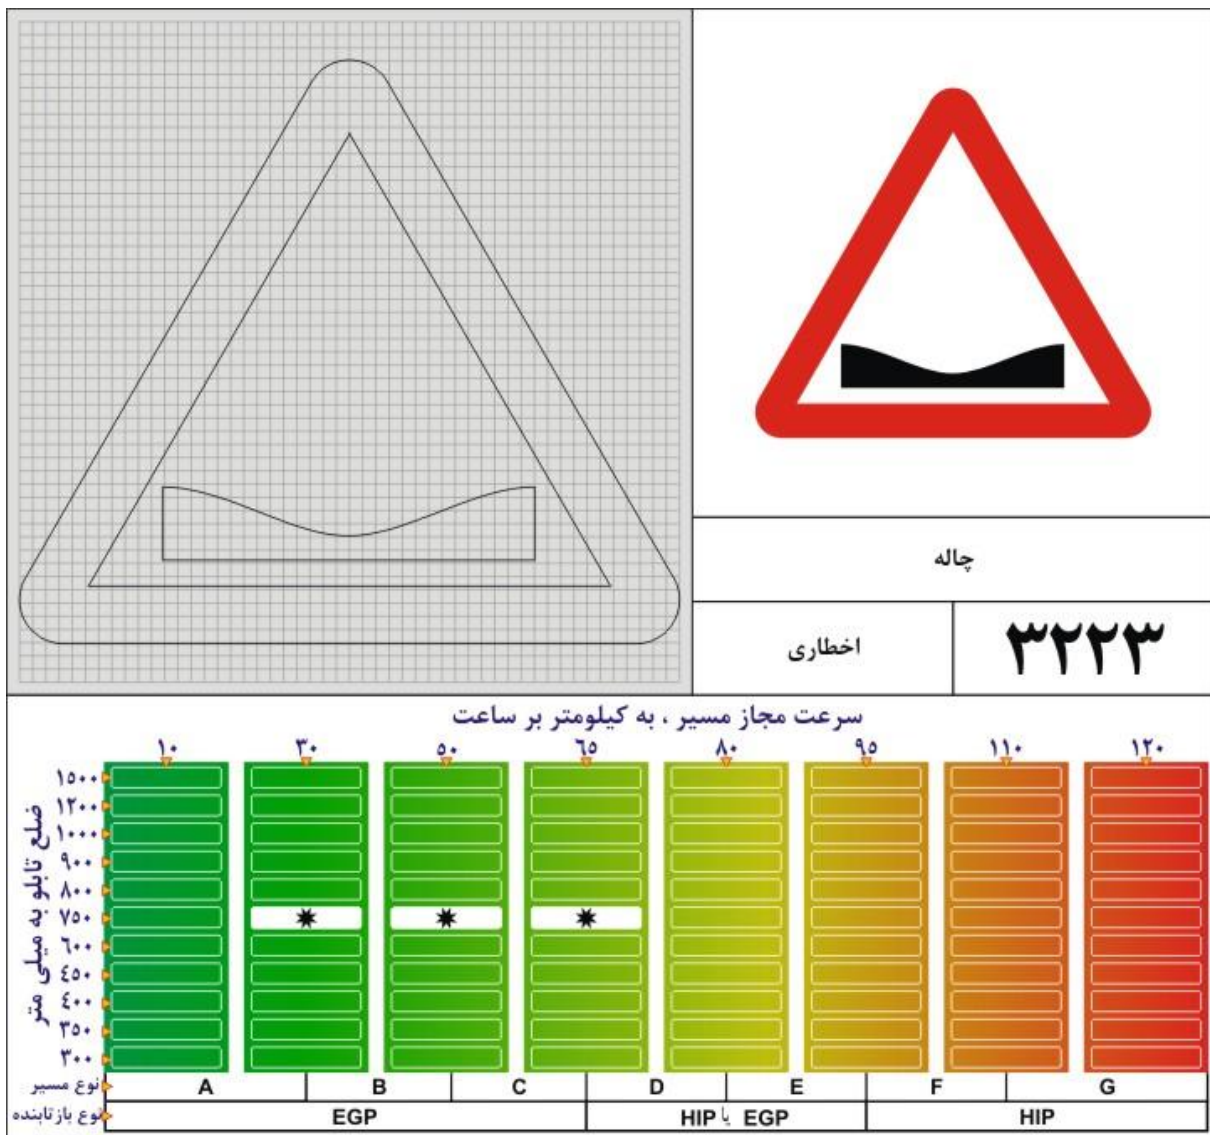 چاله
اخطاری
۳۲۲۳
سرعت مجاز مسیر ، به کیلومتر بر ساعت
۱۰ ۳۰ ۵۰ ۶۵ ۸۰ ۹۵ ۱۱۰ ۱۲۰
ضلع تابلو به میلی متر
۱۵۰۰
۱۲۰۰
۱۰۰۰
۹۰۰
۸۰۰
۷۵۰
۶۰۰
٤۵۰
٤۰۰
۳۵۰
۳۰۰
نوع مسیر A B C D E F G
نوع بازتابنده EGP HIP یا EGP HIP